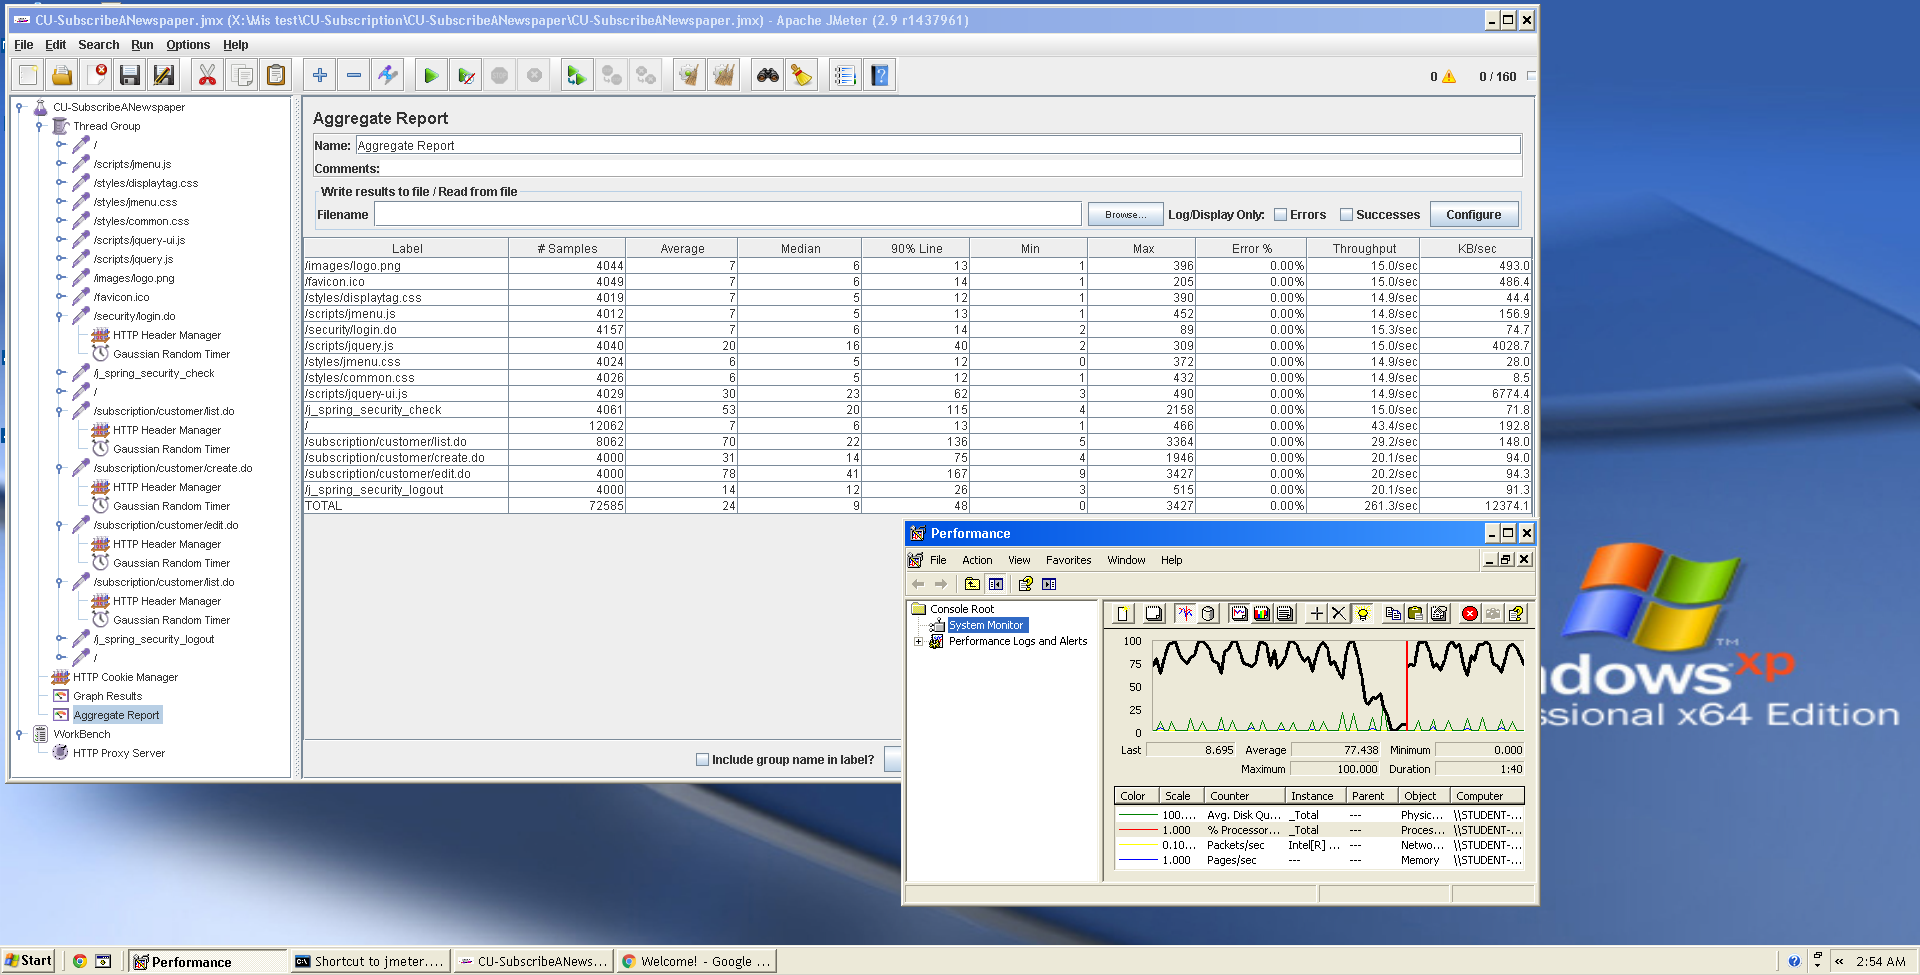 CU-SubscribeANewspaper.jmx (X:\Mis test\CU-Subscription\CU-SubscribeANewspaper\CU-SubscribeANewspaper.jmx) - Apache JMeter (2.9 r1437961)
File Edit Search Run Options Help
0 0 / 160
CU-SubscribeANewspaper
Thread Group
/
/scripts/jmenu.js
/styles/displaytag.css
/styles/jmenu.css
/styles/common.css
/scripts/jquery-ui.js
/scripts/jquery.js
/images/logo.png
/favicon.ico
/security/login.do
HTTP Header Manager
Gaussian Random Timer
/j_spring_security_check
/
/subscription/customer/list.do
HTTP Header Manager
Gaussian Random Timer
/subscription/customer/create.do
HTTP Header Manager
Gaussian Random Timer
/subscription/customer/edit.do
HTTP Header Manager
Gaussian Random Timer
/subscription/customer/list.do
HTTP Header Manager
Gaussian Random Timer
/j_spring_security_logout
/
HTTP Cookie Manager
Graph Results
Aggregate Report
WorkBench
HTTP Proxy Server
Aggregate Report
Name: Aggregate Report
Comments:
Write results to file / Read from file
Filename Browse... Log/Display Only: Errors Successes Configure
Label # Samples Average Median 90% Line Min Max Error % Throughput KB/sec
/images/logo.png 4044 7 6 13 1 396 0.00% 15.0/sec 493.0
/favicon.ico 4049 7 6 14 1 205 0.00% 15.0/sec 486.4
/styles/displaytag.css 4019 7 5 12 1 390 0.00% 14.9/sec 44.4
/scripts/jmenu.js 4012 7 5 13 1 452 0.00% 14.8/sec 156.9
/security/login.do 4157 7 6 14 2 89 0.00% 15.3/sec 74.7
/scripts/jquery.js 4040 20 16 40 2 309 0.00% 15.0/sec 4028.7
/styles/jmenu.css 4024 6 5 12 0 372 0.00% 14.9/sec 28.0
/styles/common.css 4026 6 5 12 1 432 0.00% 14.9/sec 8.5
/scripts/jquery-ui.js 4029 30 23 62 3 490 0.00% 14.9/sec 6774.4
/j_spring_security_check 4061 53 20 115 4 2158 0.00% 15.0/sec 71.8
/ 12062 7 6 13 1 466 0.00% 43.4/sec 192.8
/subscription/customer/list.do 8062 70 22 136 5 3364 0.00% 29.2/sec 148.0
/subscription/customer/create.do 4000 31 14 75 4 1946 0.00% 20.1/sec 94.0
/subscription/customer/edit.do 4000 78 41 167 9 3427 0.00% 20.2/sec 94.3
/j_spring_security_logout 4000 14 12 26 3 515 0.00% 20.1/sec 91.3
TOTAL 72585 24 9 48 0 3427 0.00% 261.3/sec 12374.1
Include group name in label?
Performance
File Action View Favorites Window Help
Console Root
System Monitor
Performance Logs and Alerts
100
75
50
25
0
Last 8.695 Average 77.438 Minimum 0.000
Maximum 100.000 Duration 1:40
Color Scale Counter Instance Parent Object Computer
100.... Avg. Disk Qu... _Total --- Physic... \\STUDENT-...
1.000 % Processor... _Total --- Proces... \\STUDENT-...
0.10... Packets/sec Intel[R] ... --- Netwo... \\STUDENT-...
1.000 Pages/sec --- --- Memory \\STUDENT-...
ndows xp
TM
ssional x64 Edition
Start Performance Shortcut to jmeter.... CU-SubscribeANews... Welcome! - Google ... « 2:54 AM